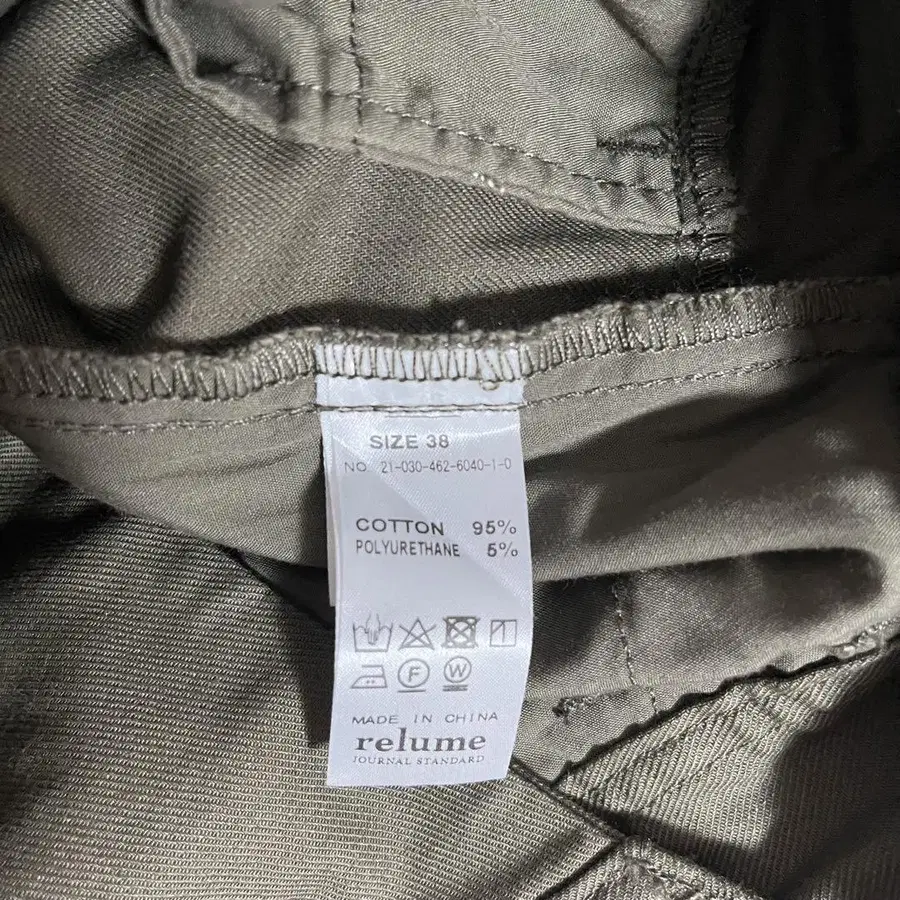 SIZE 38
NO. 21-030-462-6040-1-0
COTTON 95%
POLYURETHANE 5%
F W
MADE IN CHINA
relume
JOURNAL STANDARD